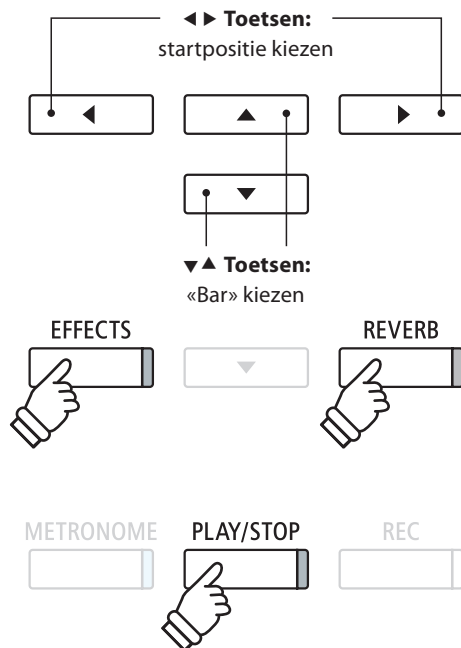 ◄ ► Toetsen:
startpositie kiezen
▼▲ Toetsen:
«Bar» kiezen
EFFECTS
REVERB
METRONOME
PLAY/STOP
REC